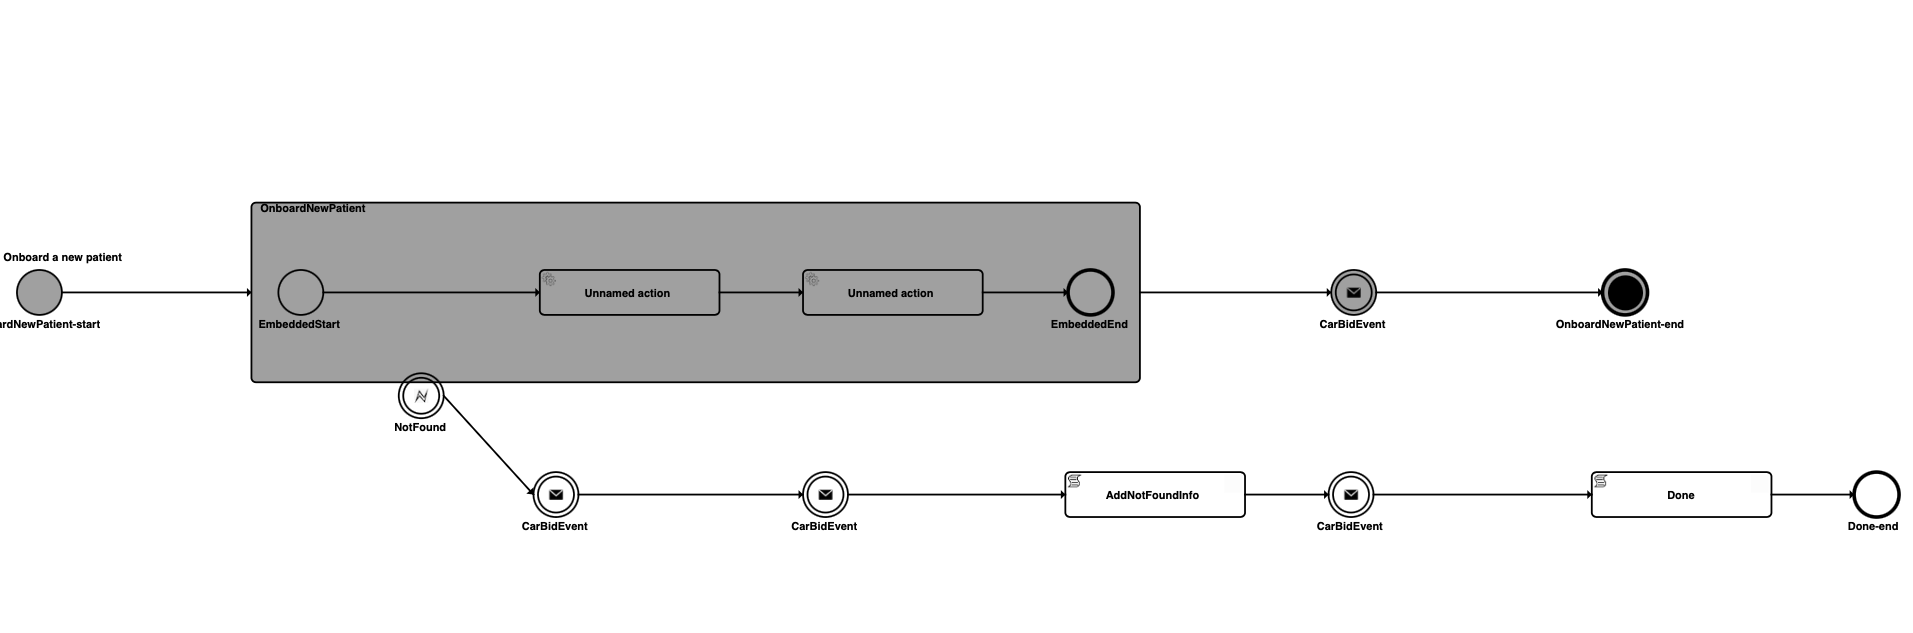 OnboardNewPatient
Onboard a new patient
Unnamed action
Unnamed action
ardNewPatient-start
EmbeddedStart
EmbeddedEnd
CarBidEvent
OnboardNewPatient-end
NotFound
AddNotFoundInfo
Done
CarBidEvent
CarBidEvent
CarBidEvent
Done-end